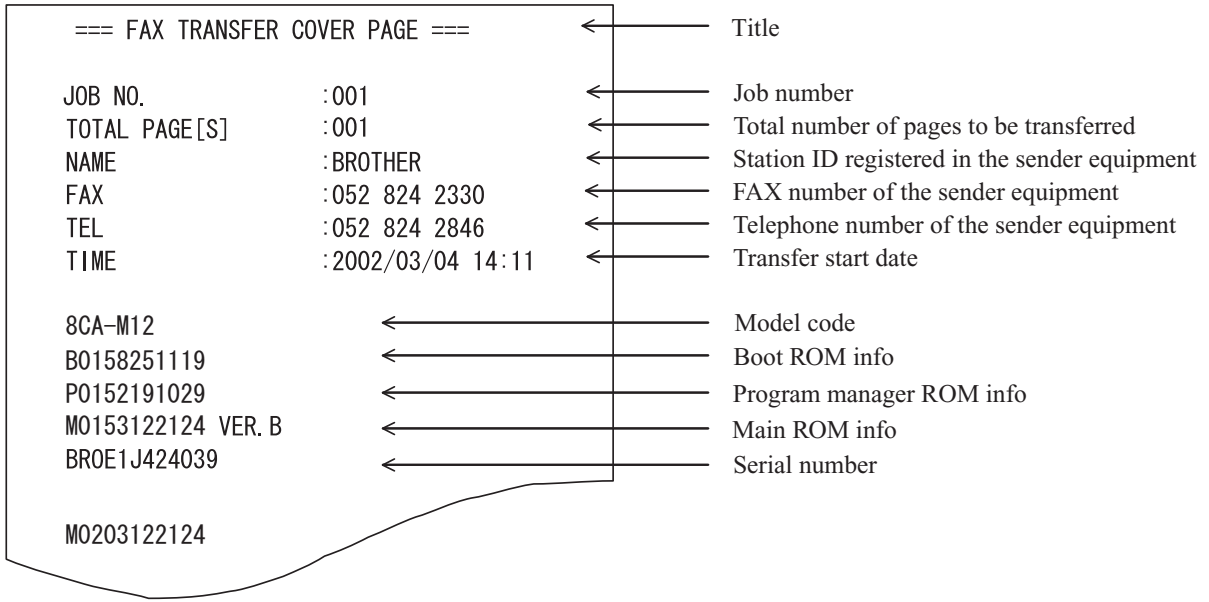 === FAX TRANSFER COVER PAGE === Title
JOB NO. :001 Job number
TOTAL PAGE[S] :001 Total number of pages to be transferred
NAME :BROTHER Station ID registered in the sender equipment
FAX :052 824 2330 FAX number of the sender equipment
TEL :052 824 2846 Telephone number of the sender equipment
TIME :2002/03/04 14:11 Transfer start date
8CA-M12 Model code
B0158251119 Boot ROM info
P0152191029 Program manager ROM info
M0153122124 VER.B Main ROM info
BROE1J424039 Serial number
M0203122124